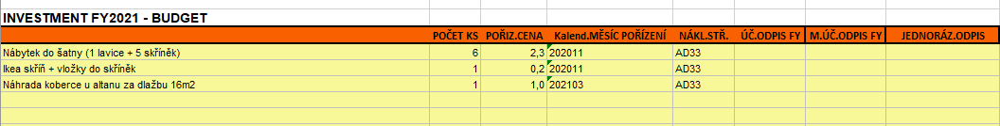 INVESTMENT FY2021 - BUDGET
POČET KS POŘIZ.CENA Kalend.MĚSÍC POŘÍZENÍ NÁKL.STŘ. ÚČ.ODPIS FY M.ÚČ.ODPIS FY JEDNORÁZ.ODPIS
Nábytek do šatny (1 lavice + 5 skříněk) 6 2,3 202011 AD33
Ikea skříň + vložky do skříněk 1 0,2 202011 AD33
Náhrada koberce u altanu za dlažbu 16m2 1 1,0 202103 AD33